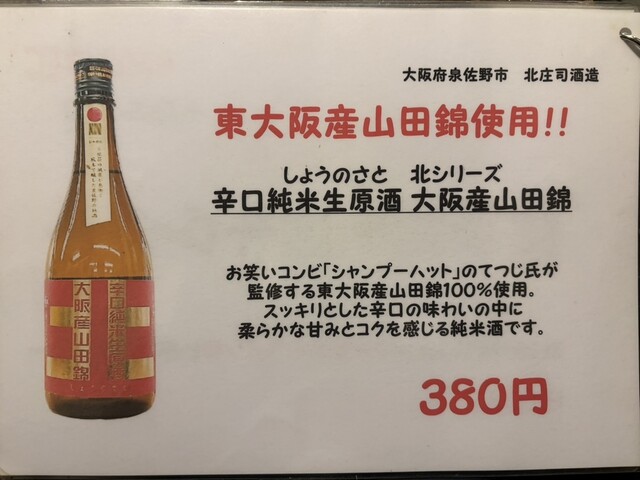 大阪府泉佐野市　北庄司酒造
東大阪産山田錦使用!!
しょうのさと　北シリーズ
辛口純米生原酒 大阪産山田錦
お笑いコンビ「シャンプーハット」のてつじ氏が
監修する東大阪産山田錦100%使用。
スッキリとした辛口の味わいの中に
柔らかな甘みとコクを感じる純米酒です。
380円
辛口純米生原酒
大阪産山田錦
しょうのさと